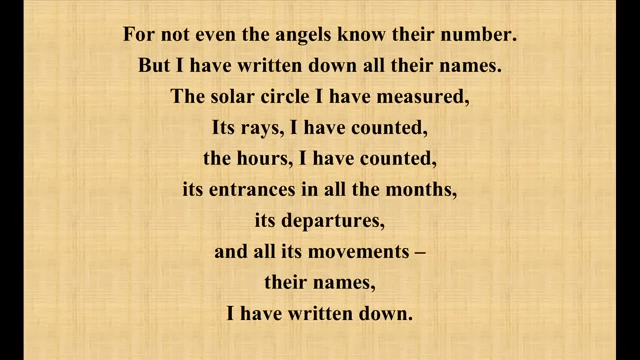 For not even the angels know their number.
But I have written down all their names.
The solar circle I have measured,
Its rays, I have counted,
the hours, I have counted,
its entrances in all the months,
its departures,
and all its movements –
their names,
I have written down.